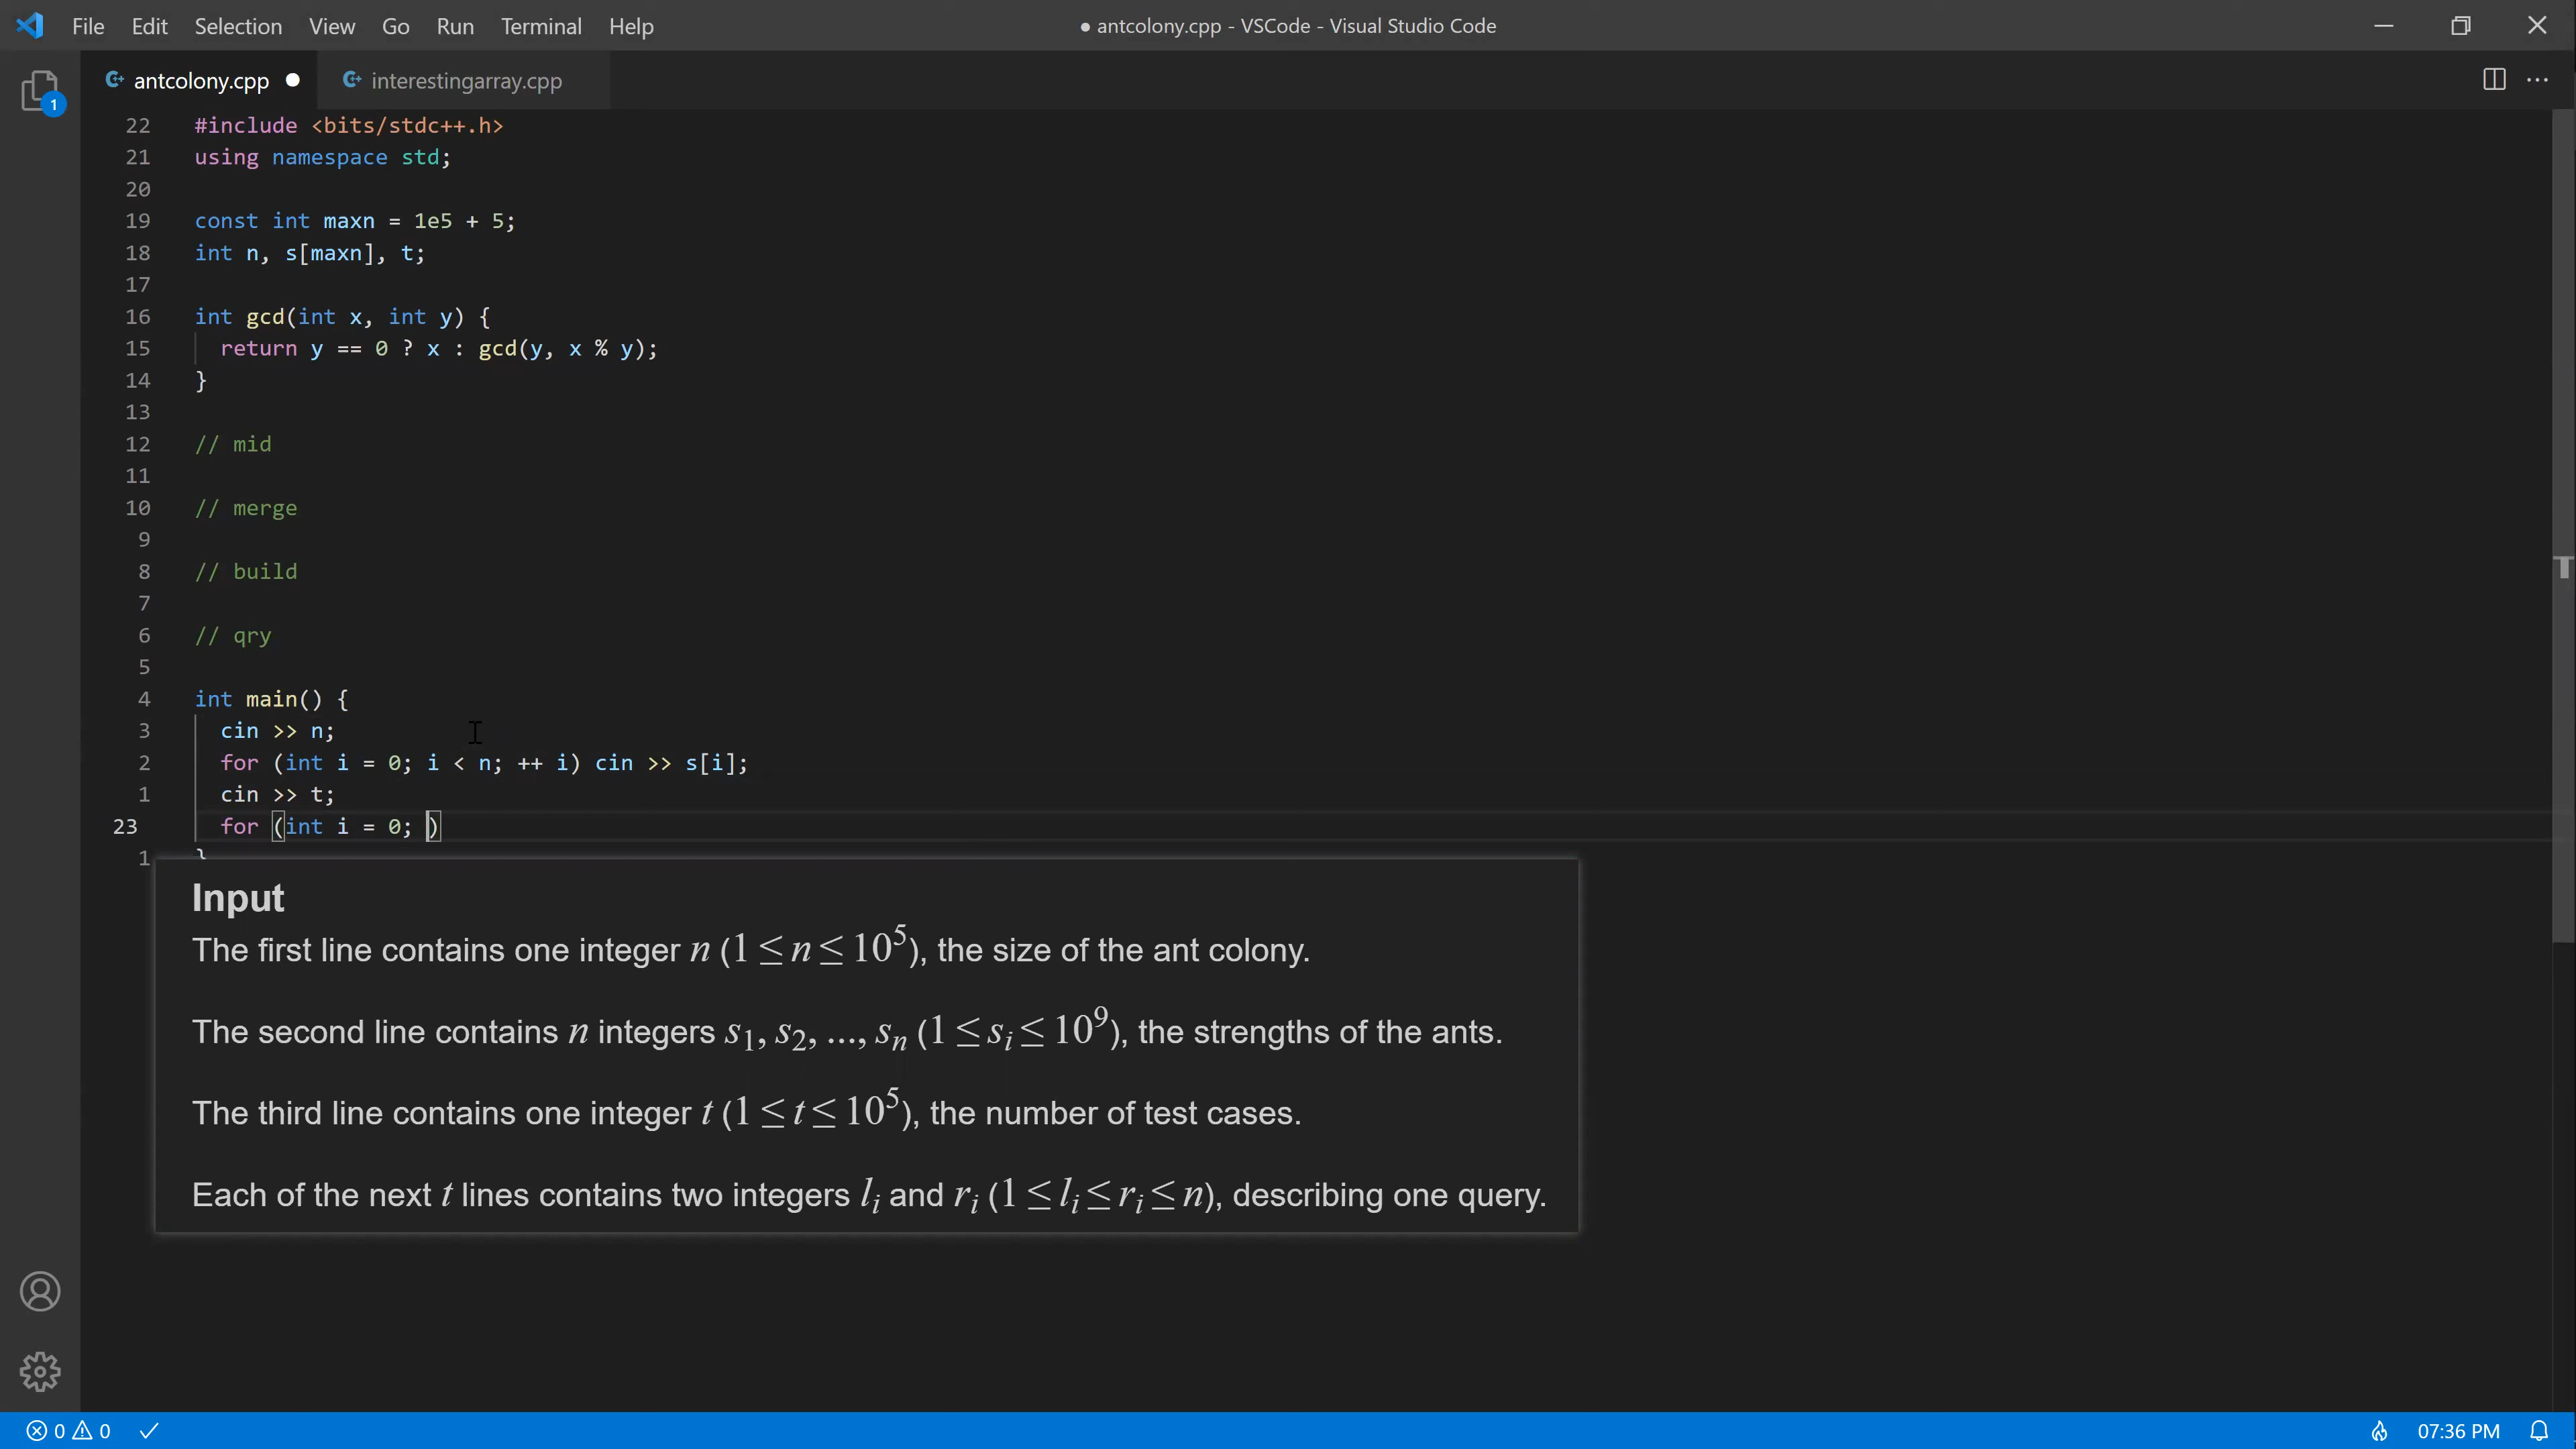 File Edit Selection View Go Run Terminal Help
● antcolony.cpp - VSCode - Visual Studio Code
1
antcolony.cpp ●
interestingarray.cpp
22 #include <bits/stdc++.h>
21 using namespace std;
20
19 const int maxn = 1e5 + 5;
18 int n, s[maxn], t;
17
16 int gcd(int x, int y) {
15 return y == 0 ? x : gcd(y, x % y);
14 }
13
12 // mid
11
10 // merge
9
8 // build
7
6 // qry
5
4 int main() {
3 cin >> n;
2 for (int i = 0; i < n; ++ i) cin >> s[i];
1 cin >> t;
23 for (int i = 0; )
1 }
Input
The first line contains one integer n (1 ≤ n ≤ 10⁵), the size of the ant colony.
The second line contains n integers s₁, s₂, ..., sₙ (1 ≤ sᵢ ≤ 10⁹), the strengths of the ants.
The third line contains one integer t (1 ≤ t ≤ 10⁵), the number of test cases.
Each of the next t lines contains two integers lᵢ and rᵢ (1 ≤ lᵢ ≤ rᵢ ≤ n), describing one query.
0 0
07:36 PM